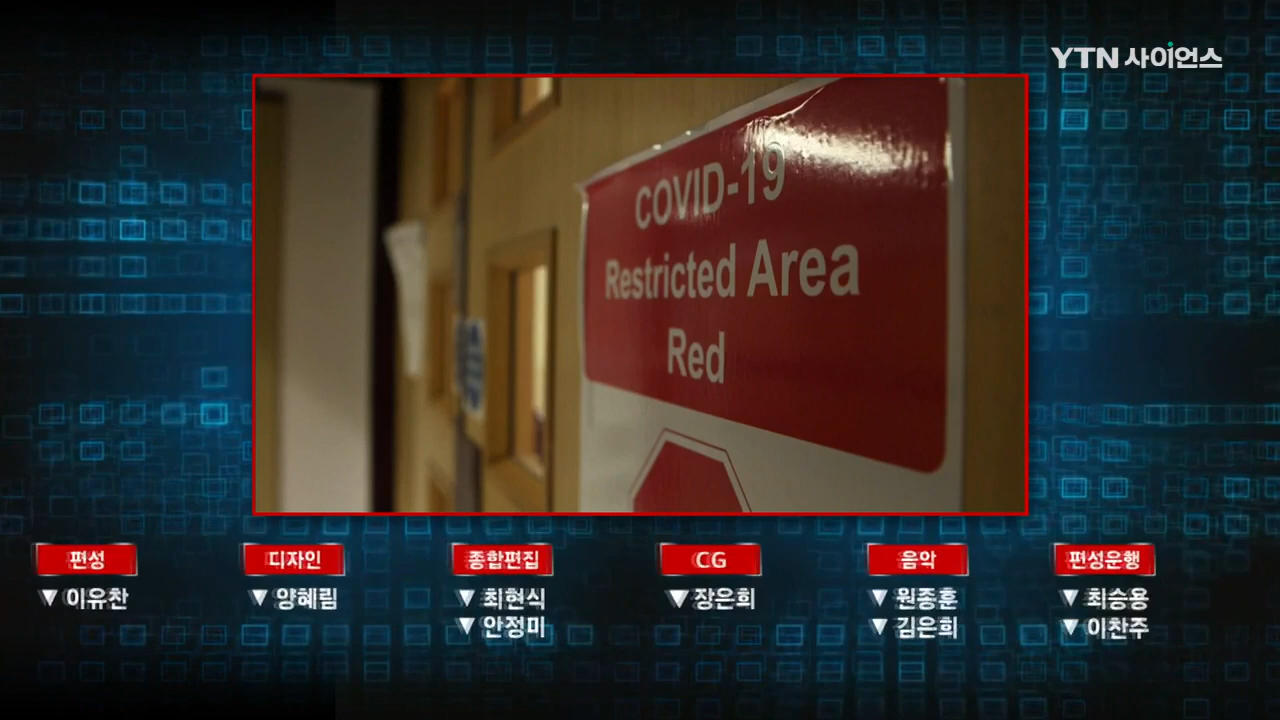 YTN 사이언스
COVID-19
Restricted Area
Red
편성
▼ 이유찬
디자인
▼ 양혜림
종합편집
▼ 최현식
▼ 안정미
CG
▼ 장은희
음악
▼ 원종훈
▼ 김은희
편성운행
▼ 최승용
▼ 이찬주